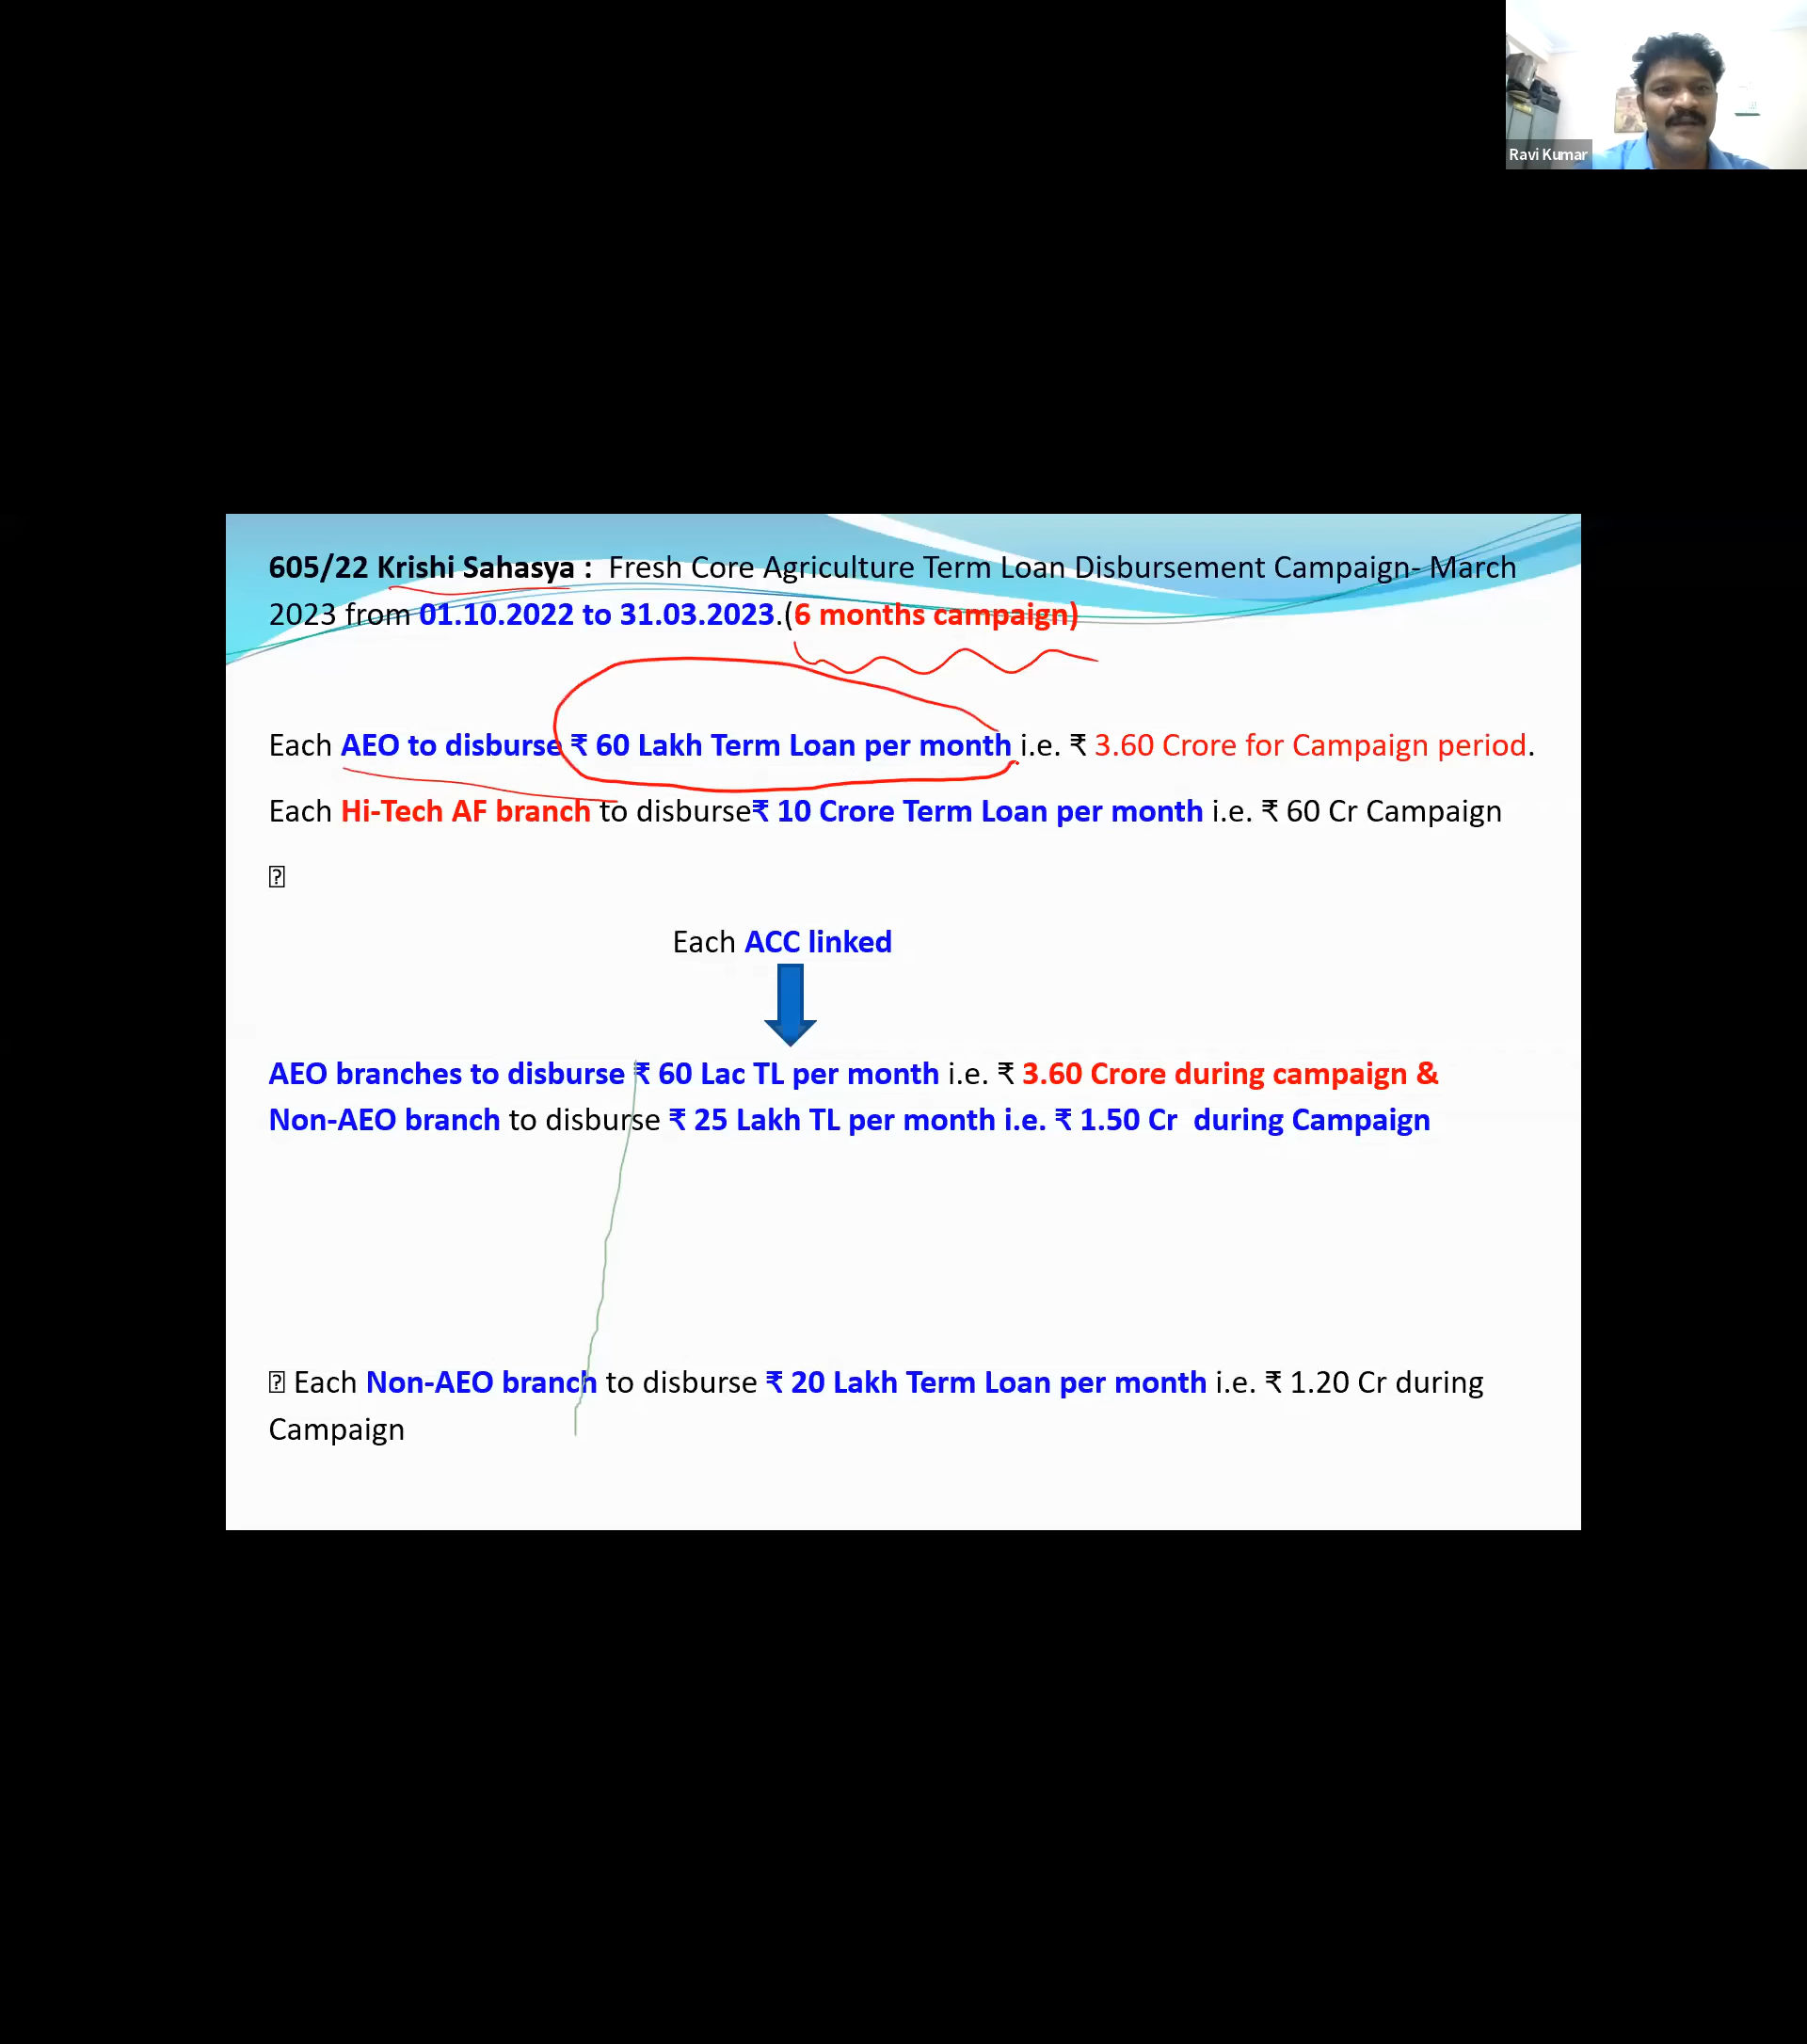 Ravi Kumar
605/22 Krishi Sahasya : Fresh Core Agriculture Term Loan Disbursement Campaign- March
2023 from 01.10.2022 to 31.03.2023.(6 months campaign)
Each AEO to disburse ₹ 60 Lakh Term Loan per month i.e. ₹ 3.60 Crore for Campaign period.
Each Hi-Tech AF branch to disburse₹ 10 Crore Term Loan per month i.e. ₹ 60 Cr Campaign
Each ACC linked
AEO branches to disburse ₹ 60 Lac TL per month i.e. ₹ 3.60 Crore during campaign &
Non-AEO branch to disburse ₹ 25 Lakh TL per month i.e. ₹ 1.50 Cr during Campaign
Each Non-AEO branch to disburse ₹ 20 Lakh Term Loan per month i.e. ₹ 1.20 Cr during
Campaign